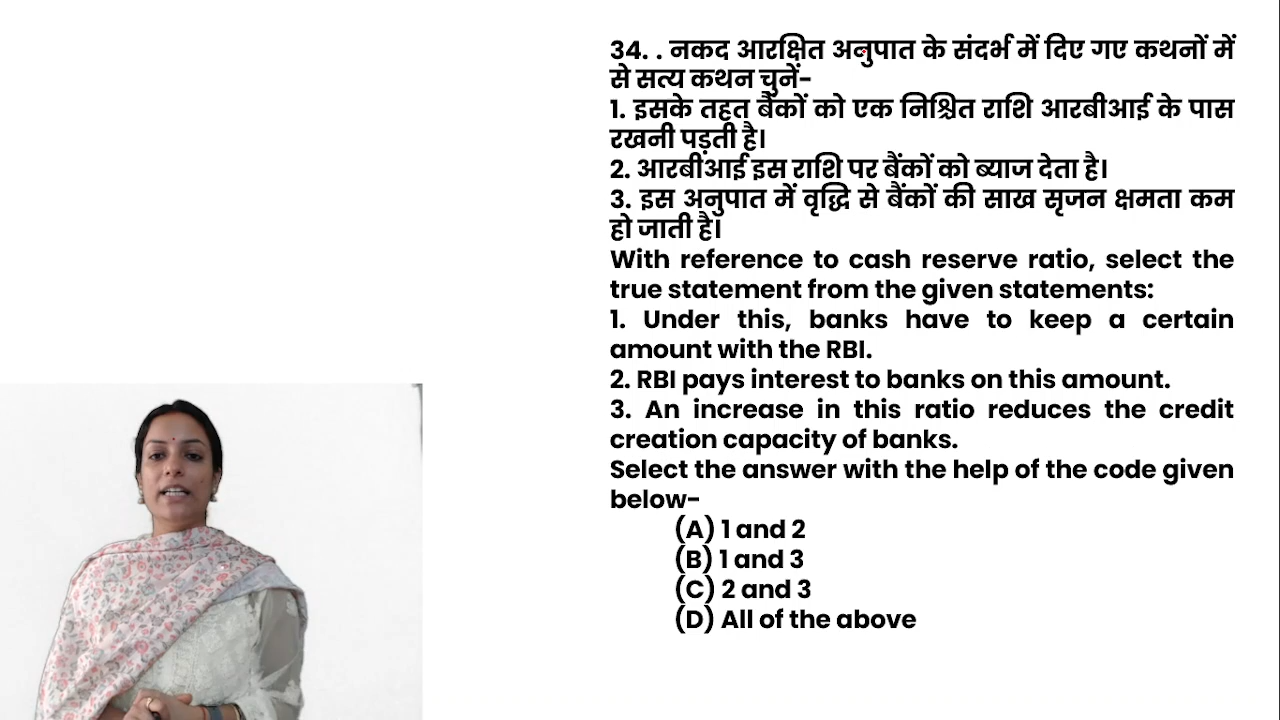 34. . नकद आरक्षित अनुपात के संदर्भ में दिए गए कथनों में
से सत्य कथन चुनें-
1. इसके तहत बैंकों को एक निश्चित राशि आरबीआई के पास
रखनी पड़ती है।
2. आरबीआई इस राशि पर बैंकों को ब्याज देता है।
3. इस अनुपात में वृद्धि से बैंकों की साख सृजन क्षमता कम
हो जाती है।
With reference to cash reserve ratio, select the
true statement from the given statements:
1. Under this, banks have to keep a certain
amount with the RBI.
2. RBI pays interest to banks on this amount.
3. An increase in this ratio reduces the credit
creation capacity of banks.
Select the answer with the help of the code given
below-
(A) 1 and 2
(B) 1 and 3
(C) 2 and 3
(D) All of the above